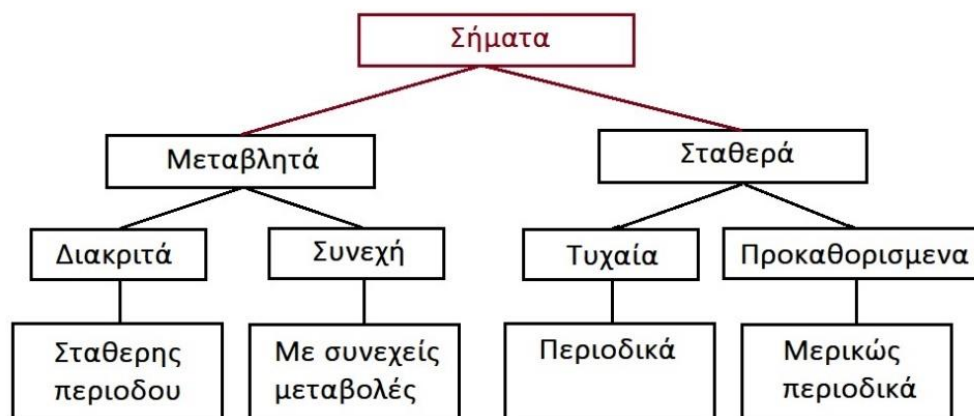 Σήματα
Μεταβλητά
Σταθερά
Διακριτά
Συνεχή
Τυχαία
Προκαθορισμενα
Σταθερης
περιοδου
Με συνεχείς
μεταβολές
Περιοδικά
Μερικώς
περιοδικά